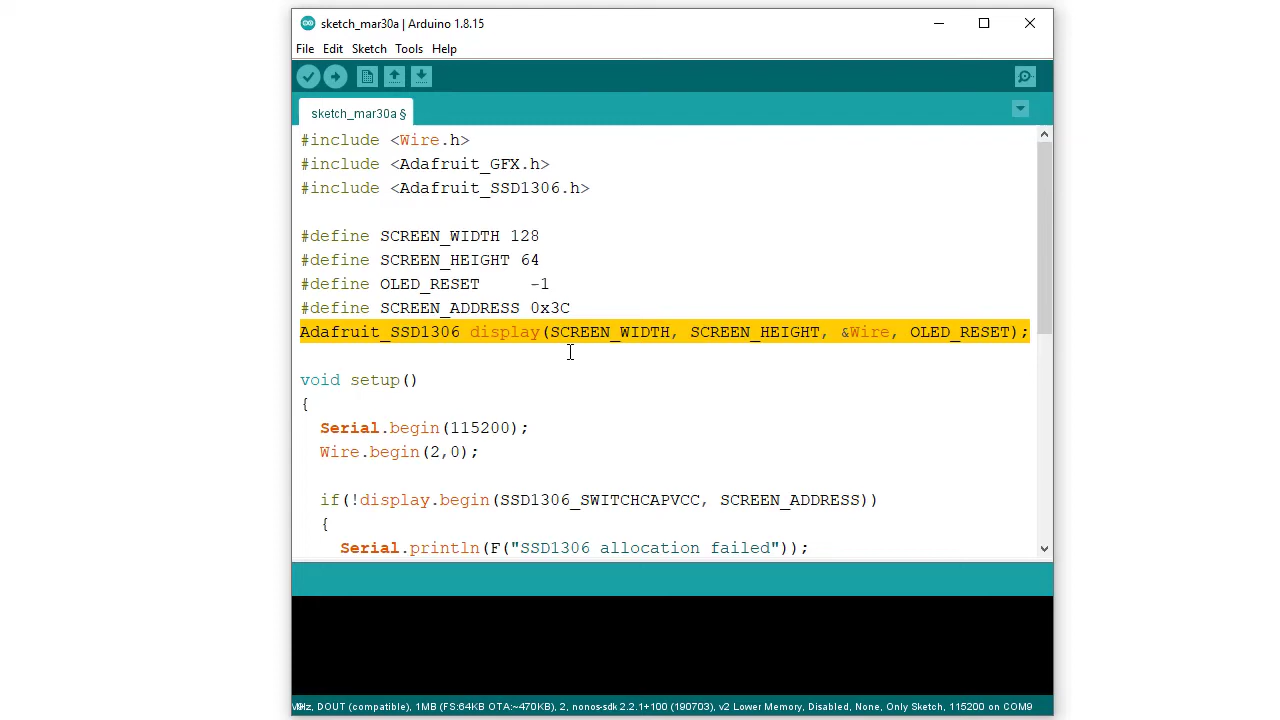 sketch_mar30a | Arduino 1.8.15
File Edit Sketch Tools Help
sketch_mar30a §
#include <Wire.h>
#include <Adafruit_GFX.h>
#include <Adafruit_SSD1306.h>
#define SCREEN_WIDTH 128
#define SCREEN_HEIGHT 64
#define OLED_RESET     -1
#define SCREEN_ADDRESS 0x3C
Adafruit_SSD1306 display(SCREEN_WIDTH, SCREEN_HEIGHT, &Wire, OLED_RESET);
void setup()
{
  Serial.begin(115200);
  Wire.begin(2,0);
  if(!display.begin(SSD1306_SWITCHCAPVCC, SCREEN_ADDRESS))
  {
    Serial.println(F("SSD1306 allocation failed"));
DOUT (compatible), 1MB (FS:64KB OTA:~470KB), 2, nonos-sdk 2.2.1+100 (190703), v2 Lower Memory, Disabled, None, Only Sketch, 115200 on COM9